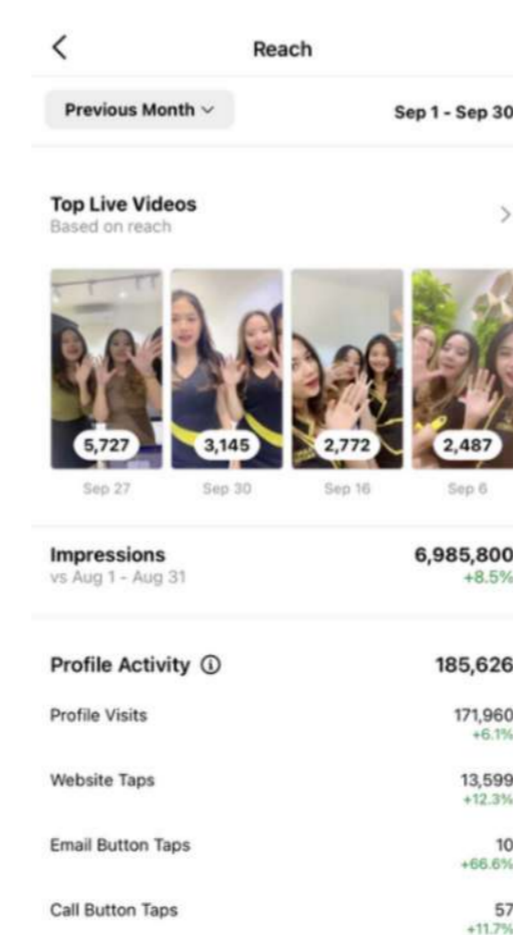 Reach
Previous Month
Sep 1 - Sep 30
Top Live Videos
Based on reach
5,727
3,145
2,772
2,487
Sep 27
Sep 30
Sep 16
Sep 6
Impressions
6,985,800
vs Aug 1 - Aug 31
+8.5%
Profile Activity
185,626
Profile Visits
171,960
+6.1%
Website Taps
13,599
+12.3%
Email Button Taps
10
+66.6%
Call Button Taps
57
+11.7%